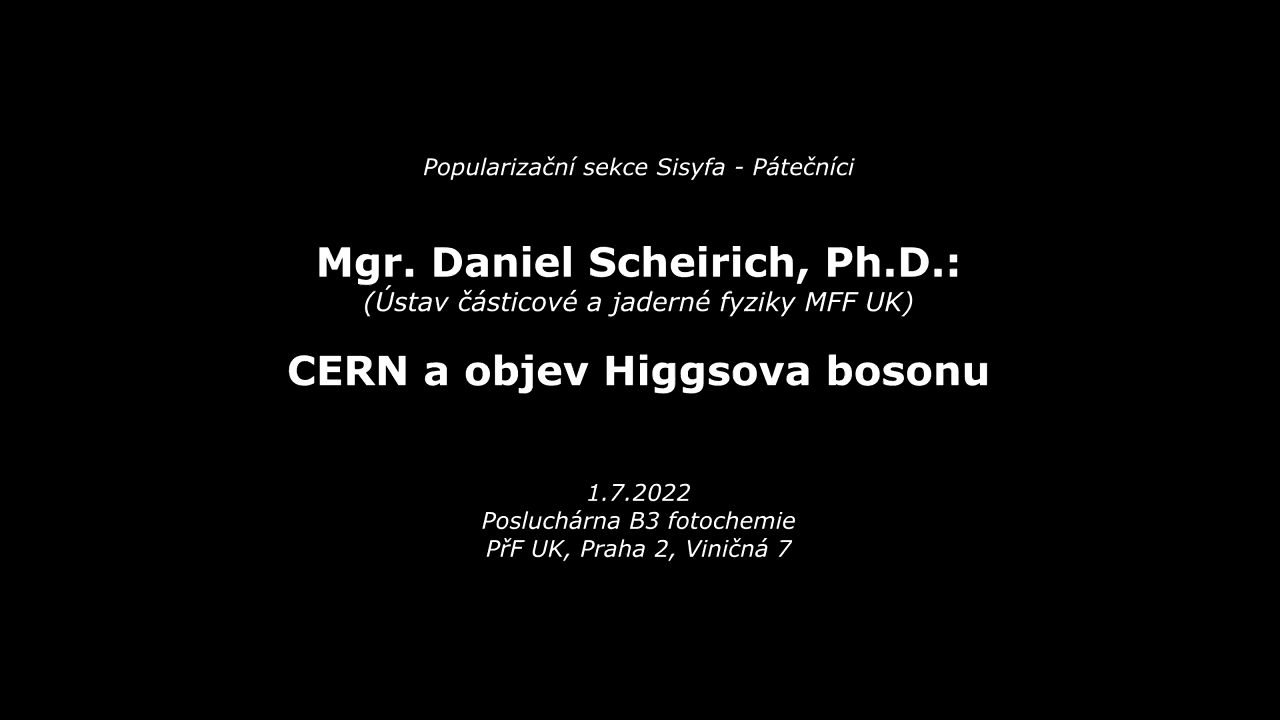 Popularizační sekce Sisyfa - Pátečníci
Mgr. Daniel Scheirich, Ph.D.:
(Ústav částicové a jaderné fyziky MFF UK)
CERN a objev Higgsova bosonu
1.7.2022
Posluchárna B3 fotochemie
PřF UK, Praha 2, Viničná 7